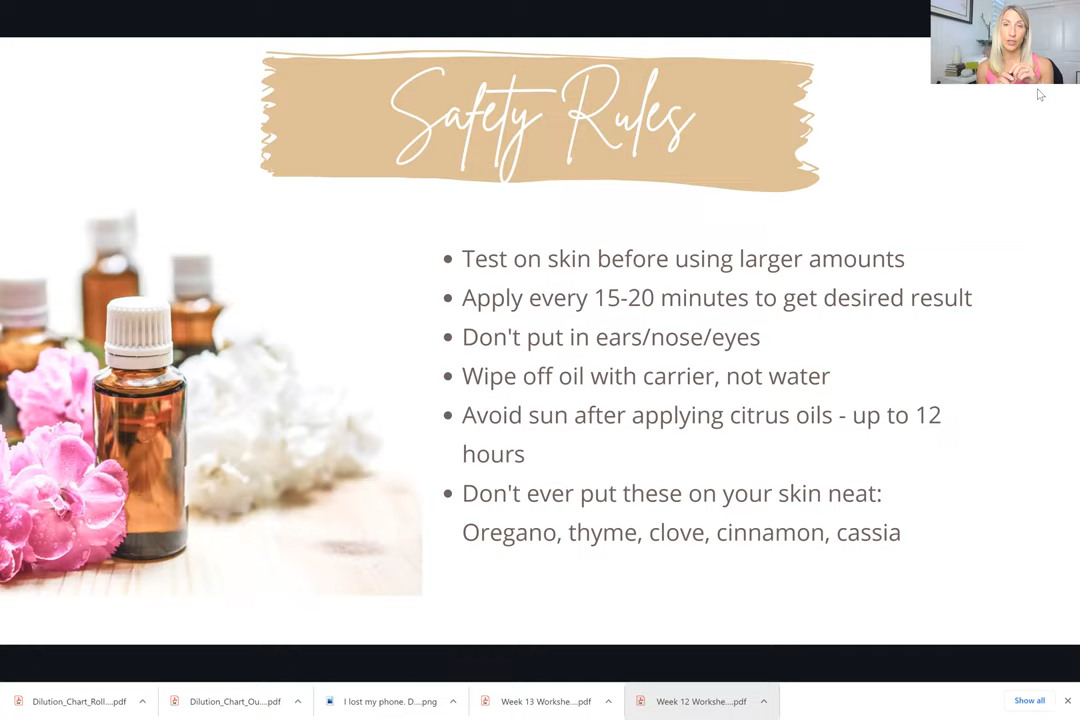 Safety Rules
Test on skin before using larger amounts
Apply every 15-20 minutes to get desired result
Don't put in ears/nose/eyes
Wipe off oil with carrier, not water
Avoid sun after applying citrus oils - up to 12
hours
Don't ever put these on your skin neat:
Oregano, thyme, clove, cinnamon, cassia
Dilution_Chart_Roll....pdf
Dilution_Chart_Ou....pdf
I lost my phone. D....png
Week 13 Workshe....pdf
Week 12 Workshe....pdf
Show all